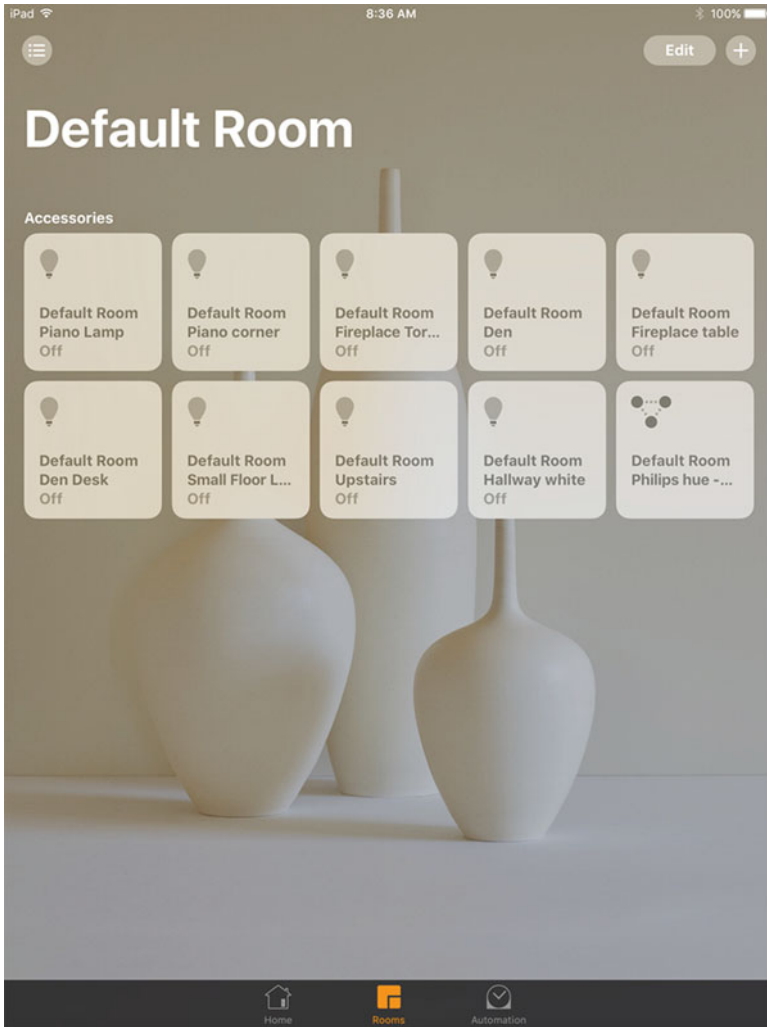 iPad 8:36 AM 100%
Edit
Default Room
Accessories
Default Room
Piano Lamp
Off
Default Room
Piano corner
Off
Default Room
Fireplace Tor...
Off
Default Room
Den
Off
Default Room
Fireplace table
Off
Default Room
Den Desk
Off
Default Room
Small Floor L...
Off
Default Room
Upstairs
Off
Default Room
Hallway white
Off
Default Room
Philips hue -...
Home Rooms Automation